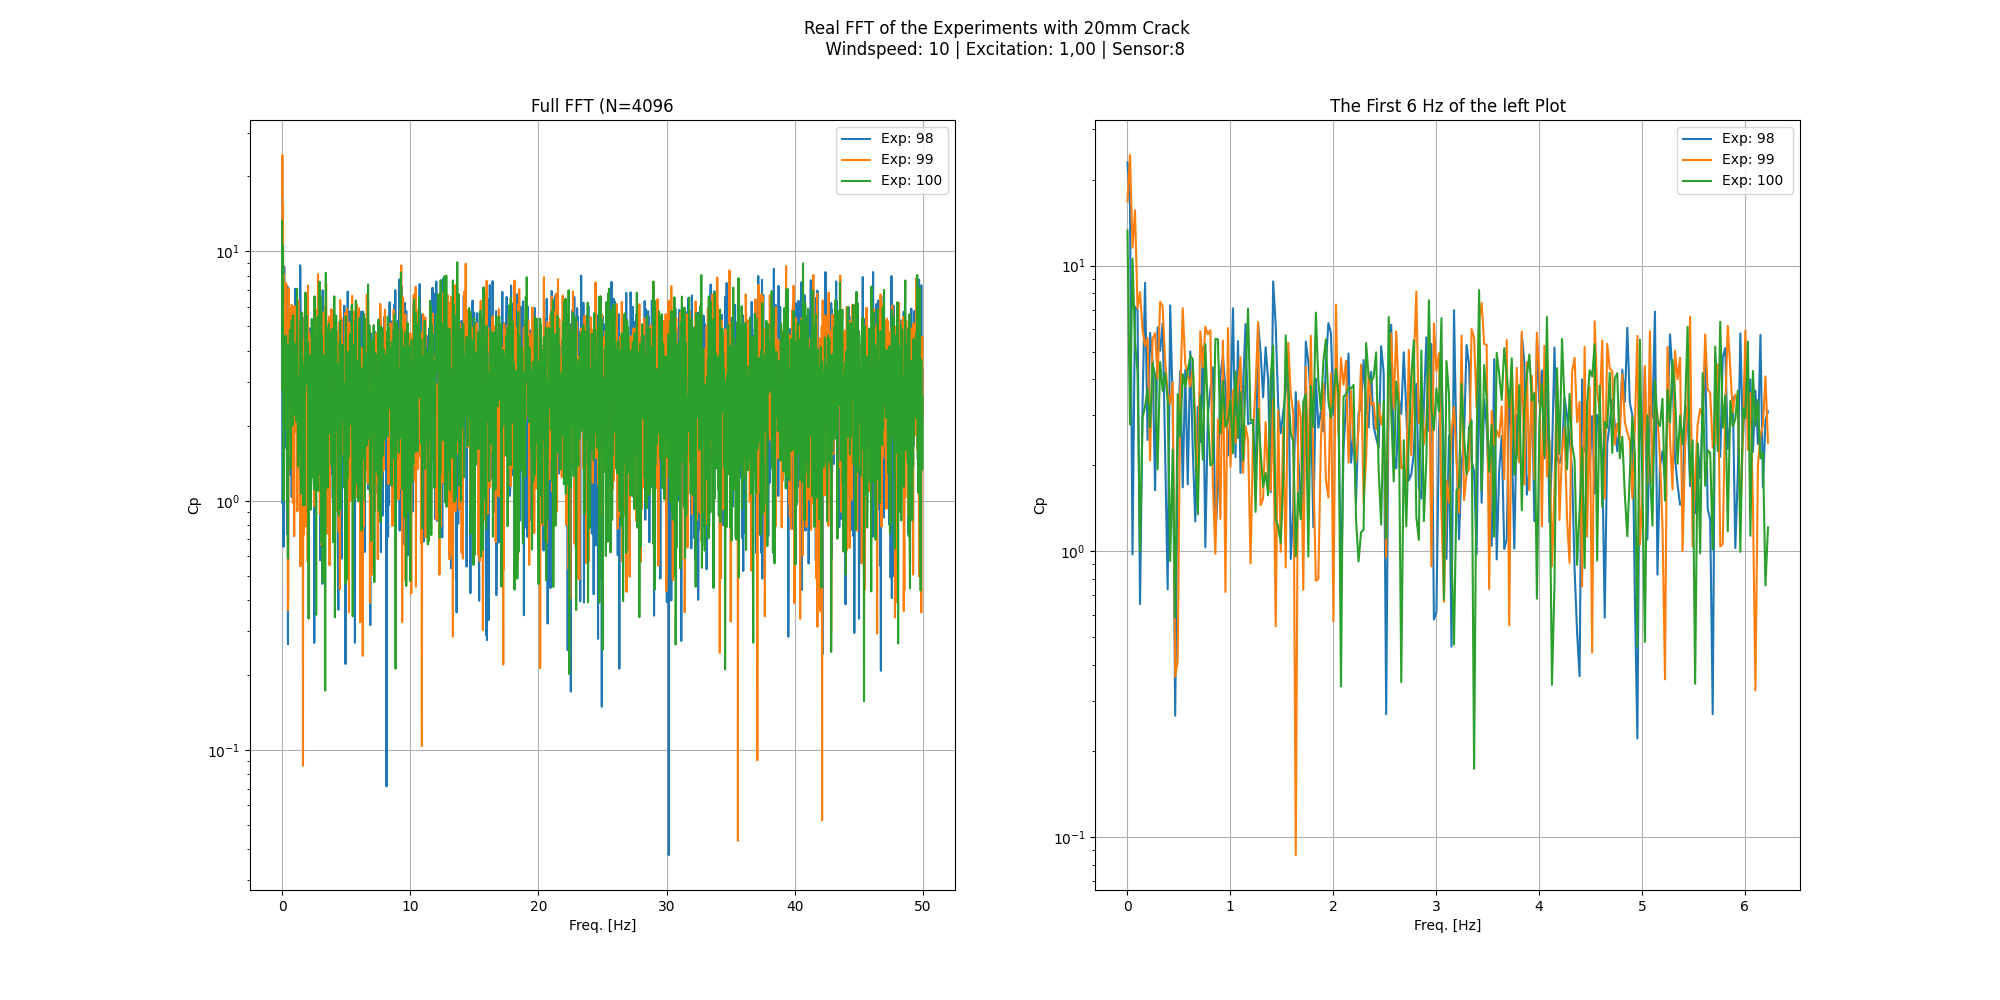 Real FFT of the Experiments with 20mm Crack
Windspeed: 10 | Excitation: 1,00 | Sensor:8
Full FFT (N=4096
Exp: 98
Exp: 99
Exp: 100
10¹
10⁰
10⁻¹
Cp
0 10 20 30 40 50
Freq. [Hz]
The First 6 Hz of the left Plot
Exp: 98
Exp: 99
Exp: 100
10¹
10⁰
10⁻¹
Cp
0 1 2 3 4 5 6
Freq. [Hz]